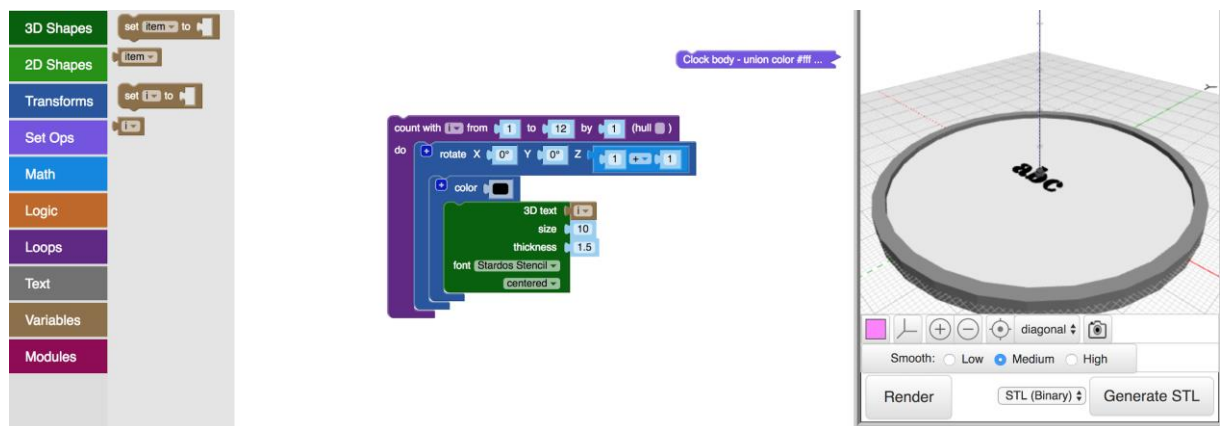 3D Shapes
2D Shapes
Transforms
Set Ops
Math
Logic
Loops
Text
Variables
Modules
set item to
item
set i to
i
Clock body - union color #fff ...
count with i from 1 to 12 by 1 (hull )
do + rotate X 0° Y 0° Z 1 + 1
+ color
3D text i
size 10
thickness 1.5
font Stardos Stencil
centered
abc
Y
diagonal
Smooth: Low Medium High
Render STL (Binary) Generate STL